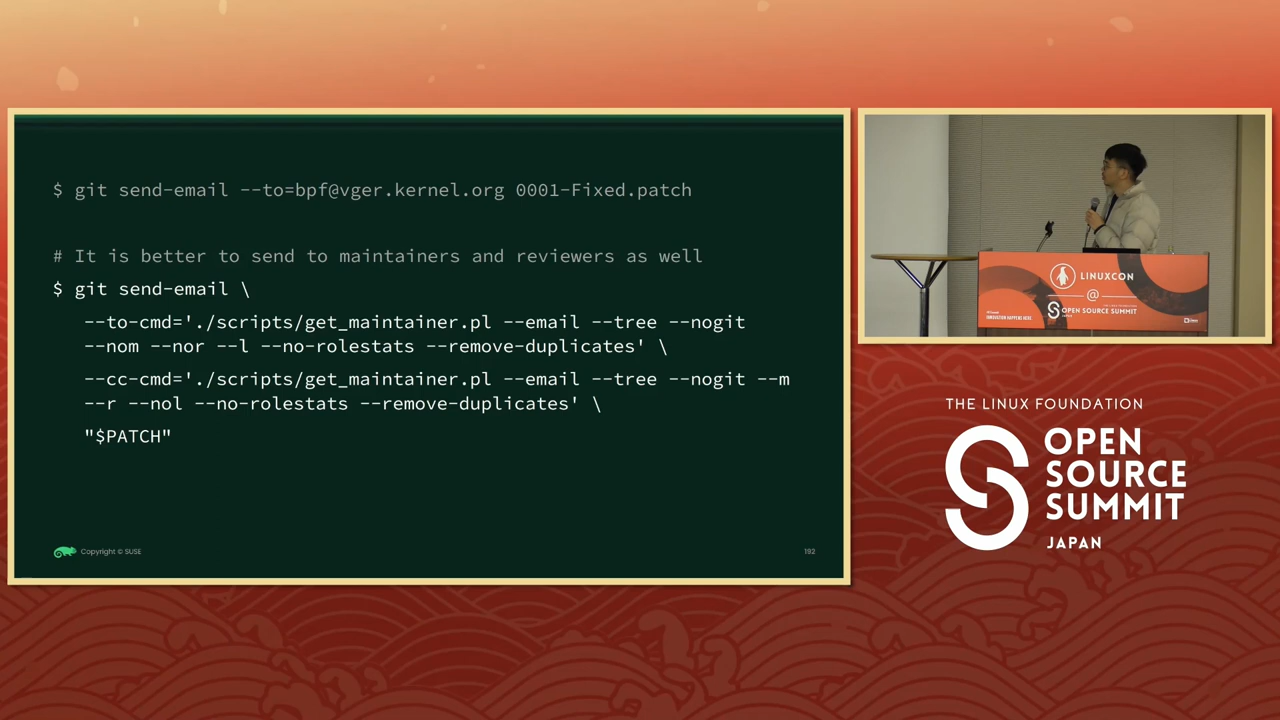 $ git send-email --to=bpf@vger.kernel.org 0001-Fixed.patch
# It is better to send to maintainers and reviewers as well
$ git send-email \
--to-cmd='./scripts/get_maintainer.pl --email --tree --nogit
--nom --nor --l --no-rolestats --remove-duplicates' \
--cc-cmd='./scripts/get_maintainer.pl --email --tree --nogit --m
--r --nol --no-rolestats --remove-duplicates' \
"$PATCH"
Copyright © SUSE
192
LINUXCON
@
OPEN SOURCE SUMMIT
THE LINUX FOUNDATION
OPEN
SOURCE
SUMMIT
JAPAN